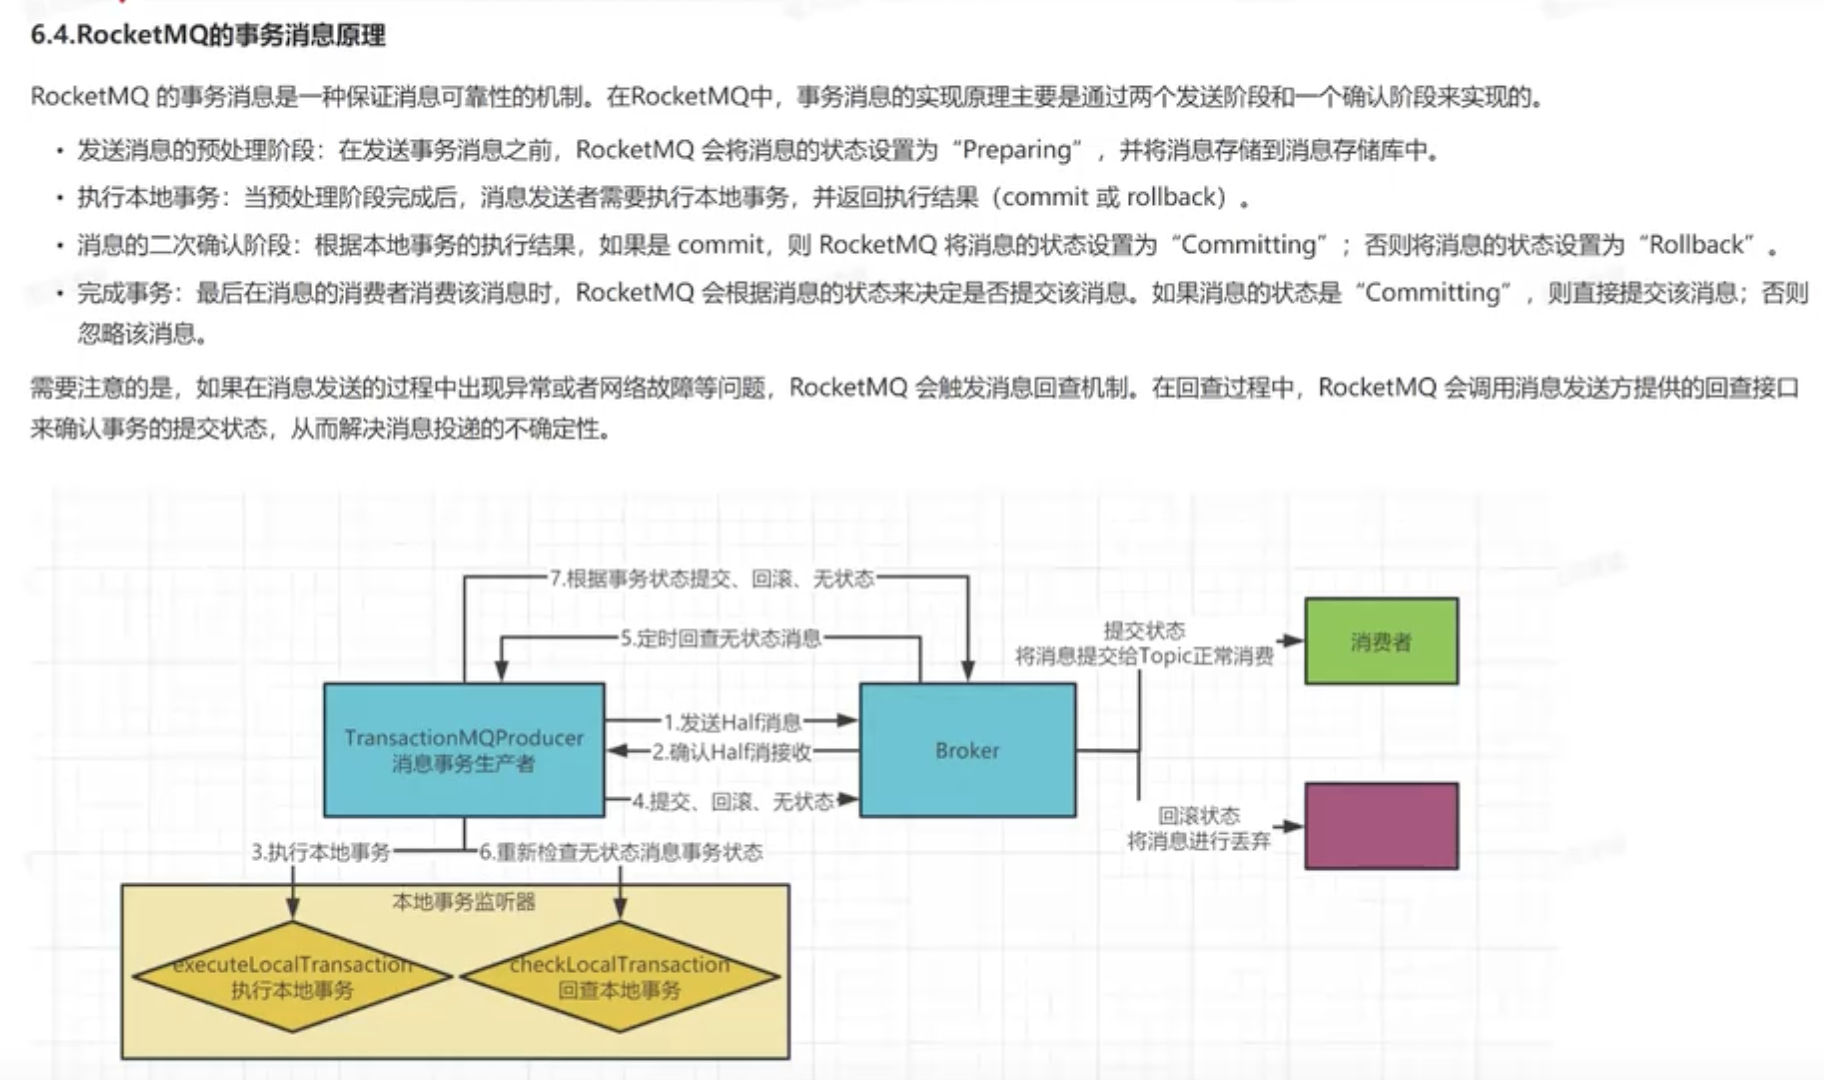 6.4.RocketMQ的事务消息原理
RocketMQ 的事务消息是一种保证消息可靠性的机制。在RocketMQ中，事务消息的实现原理主要是通过两个发送阶段和一个确认阶段来实现的。
• 发送消息的预处理阶段：在发送事务消息之前，RocketMQ 会将消息的状态设置为“Preparing”，并将消息存储到消息存储库中。
• 执行本地事务：当预处理阶段完成后，消息发送者需要执行本地事务，并返回执行结果（commit 或 rollback）。
• 消息的二次确认阶段：根据本地事务的执行结果，如果是 commit，则 RocketMQ 将消息的状态设置为“Committing”；否则将消息的状态设置为“Rollback”。
• 完成事务：最后在消息的消费者消费该消息时，RocketMQ 会根据消息的状态来决定是否提交该消息。如果消息的状态是“Committing”，则直接提交该消息；否则
忽略该消息。
需要注意的是，如果在消息发送的过程中出现异常或者网络故障等问题，RocketMQ 会触发消息回查机制。在回查过程中，RocketMQ 会调用消息发送方提供的回查接口
来确认事务的提交状态，从而解决消息投递的不确定性。
7.根据事务状态提交、回滚、无状态
5.定时回查无状态消息
提交状态
将消息提交给Topic正常消费
消费者
TransactionMQProducer
消息事务生产者
1.发送Half消息
2.确认Half消接收
4.提交、回滚、无状态
Broker
回滚状态
将消息进行丢弃
3.执行本地事务
6.重新检查无状态消息事务状态
本地事务监听器
executeLocalTransaction
执行本地事务
checkLocalTransaction
回查本地事务